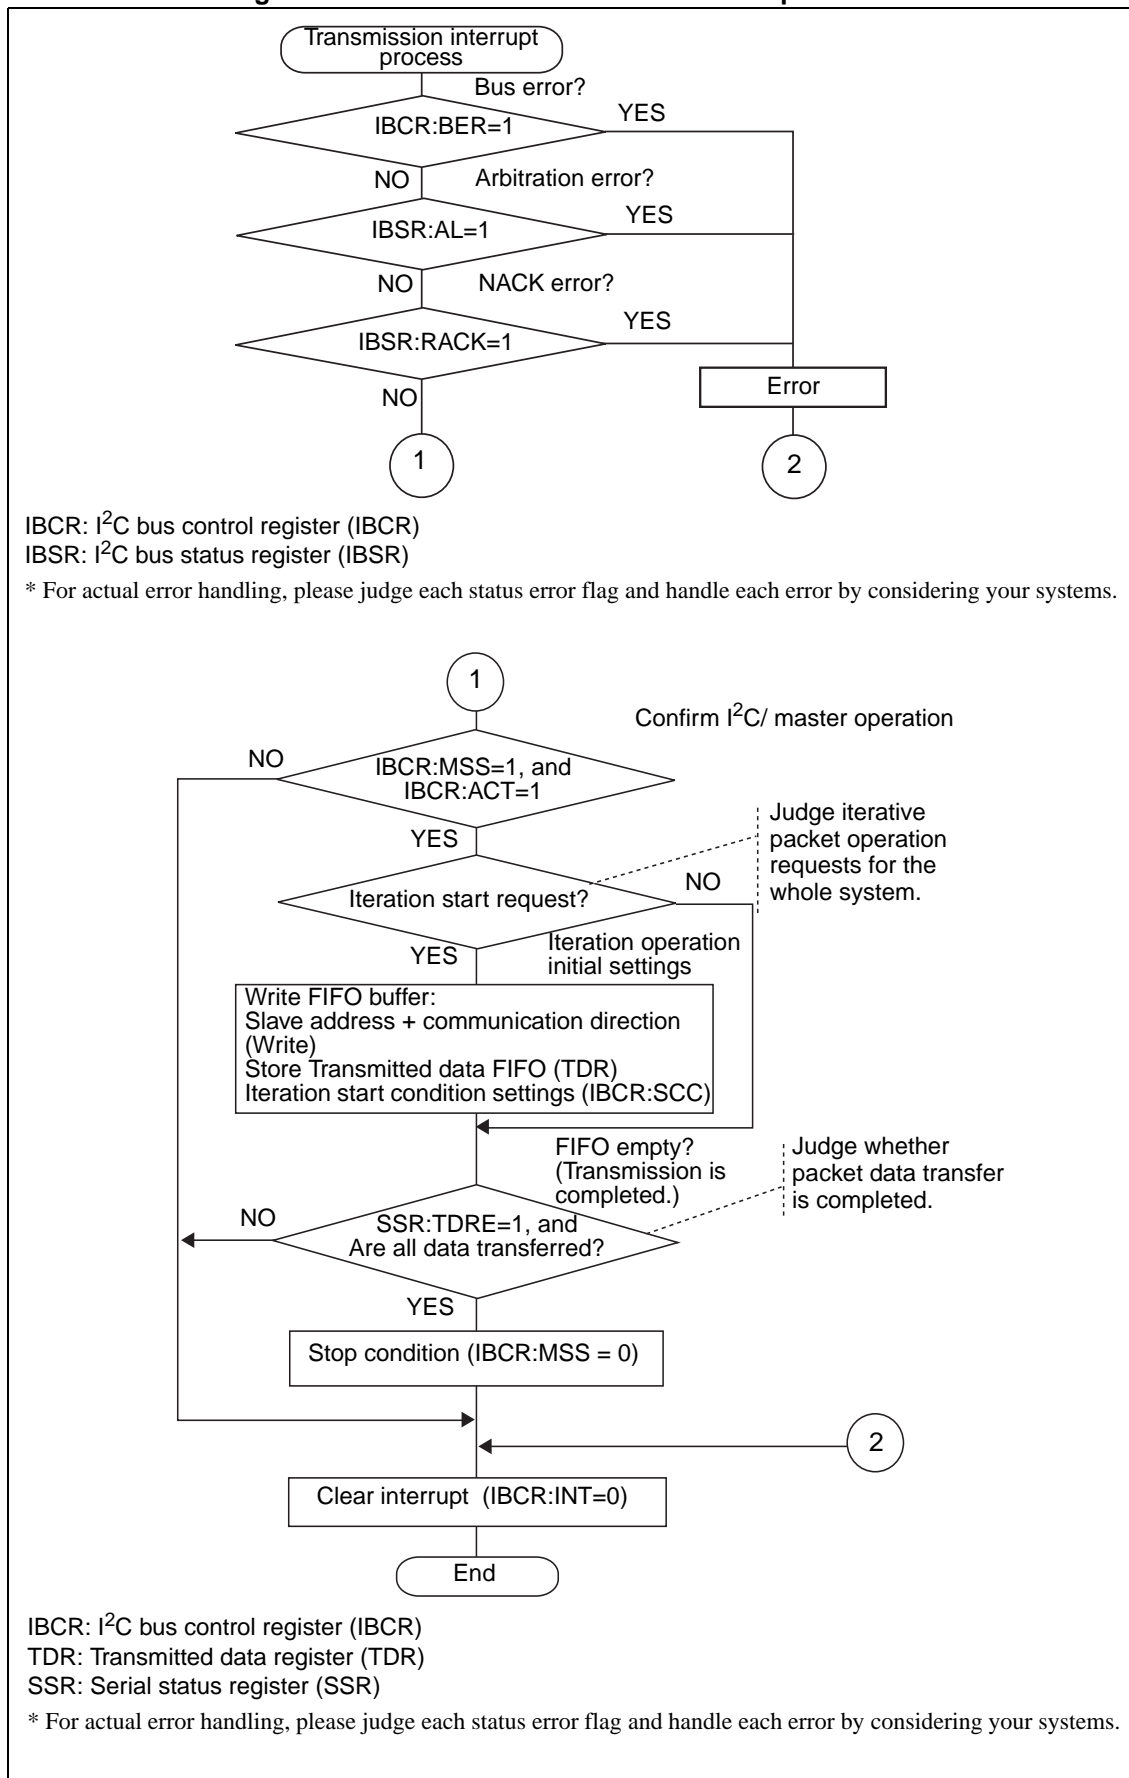 Transmission interrupt
process
Bus error?
IBCR:BER=1
YES
NO
Arbitration error?
IBSR:AL=1
YES
NO
NACK error?
IBSR:RACK=1
YES
NO
Error
1
2
IBCR: I²C bus control register (IBCR)
IBSR: I²C bus status register (IBSR)
* For actual error handling, please judge each status error flag and handle each error by considering your systems.
1
Confirm I²C/ master operation
NO
IBCR:MSS=1, and
IBCR:ACT=1
YES
Judge iterative
packet operation
requests for the
whole system.
Iteration start request?
NO
YES
Iteration operation
initial settings
Write FIFO buffer:
Slave address + communication direction
(Write)
Store Transmitted data FIFO (TDR)
Iteration start condition settings (IBCR:SCC)
FIFO empty?
(Transmission is
completed.)
Judge whether
packet data transfer
is completed.
NO
SSR:TDRE=1, and
Are all data transferred?
YES
Stop condition (IBCR:MSS = 0)
2
Clear interrupt  (IBCR:INT=0)
End
IBCR: I²C bus control register (IBCR)
TDR: Transmitted data register (TDR)
SSR: Serial status register (SSR)
* For actual error handling, please judge each status error flag and handle each error by considering your systems.